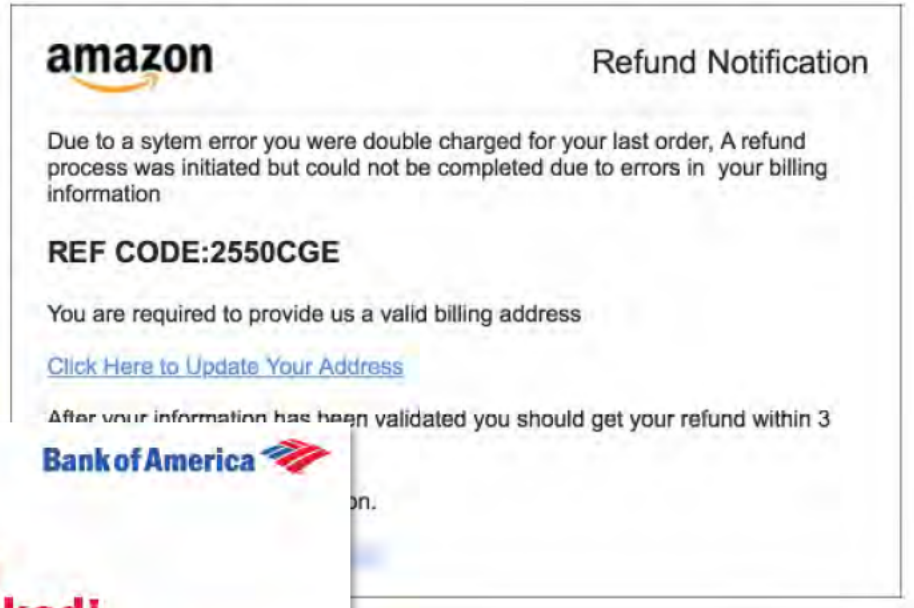 amazon
Refund Notification
Due to a sytem error you were double charged for your last order, A refund
process was initiated but could not be completed due to errors in your billing
information
REF CODE:2550CGE
You are required to provide us a valid billing address
Click Here to Update Your Address
After your information has been validated you should get your refund within 3
Bank of America